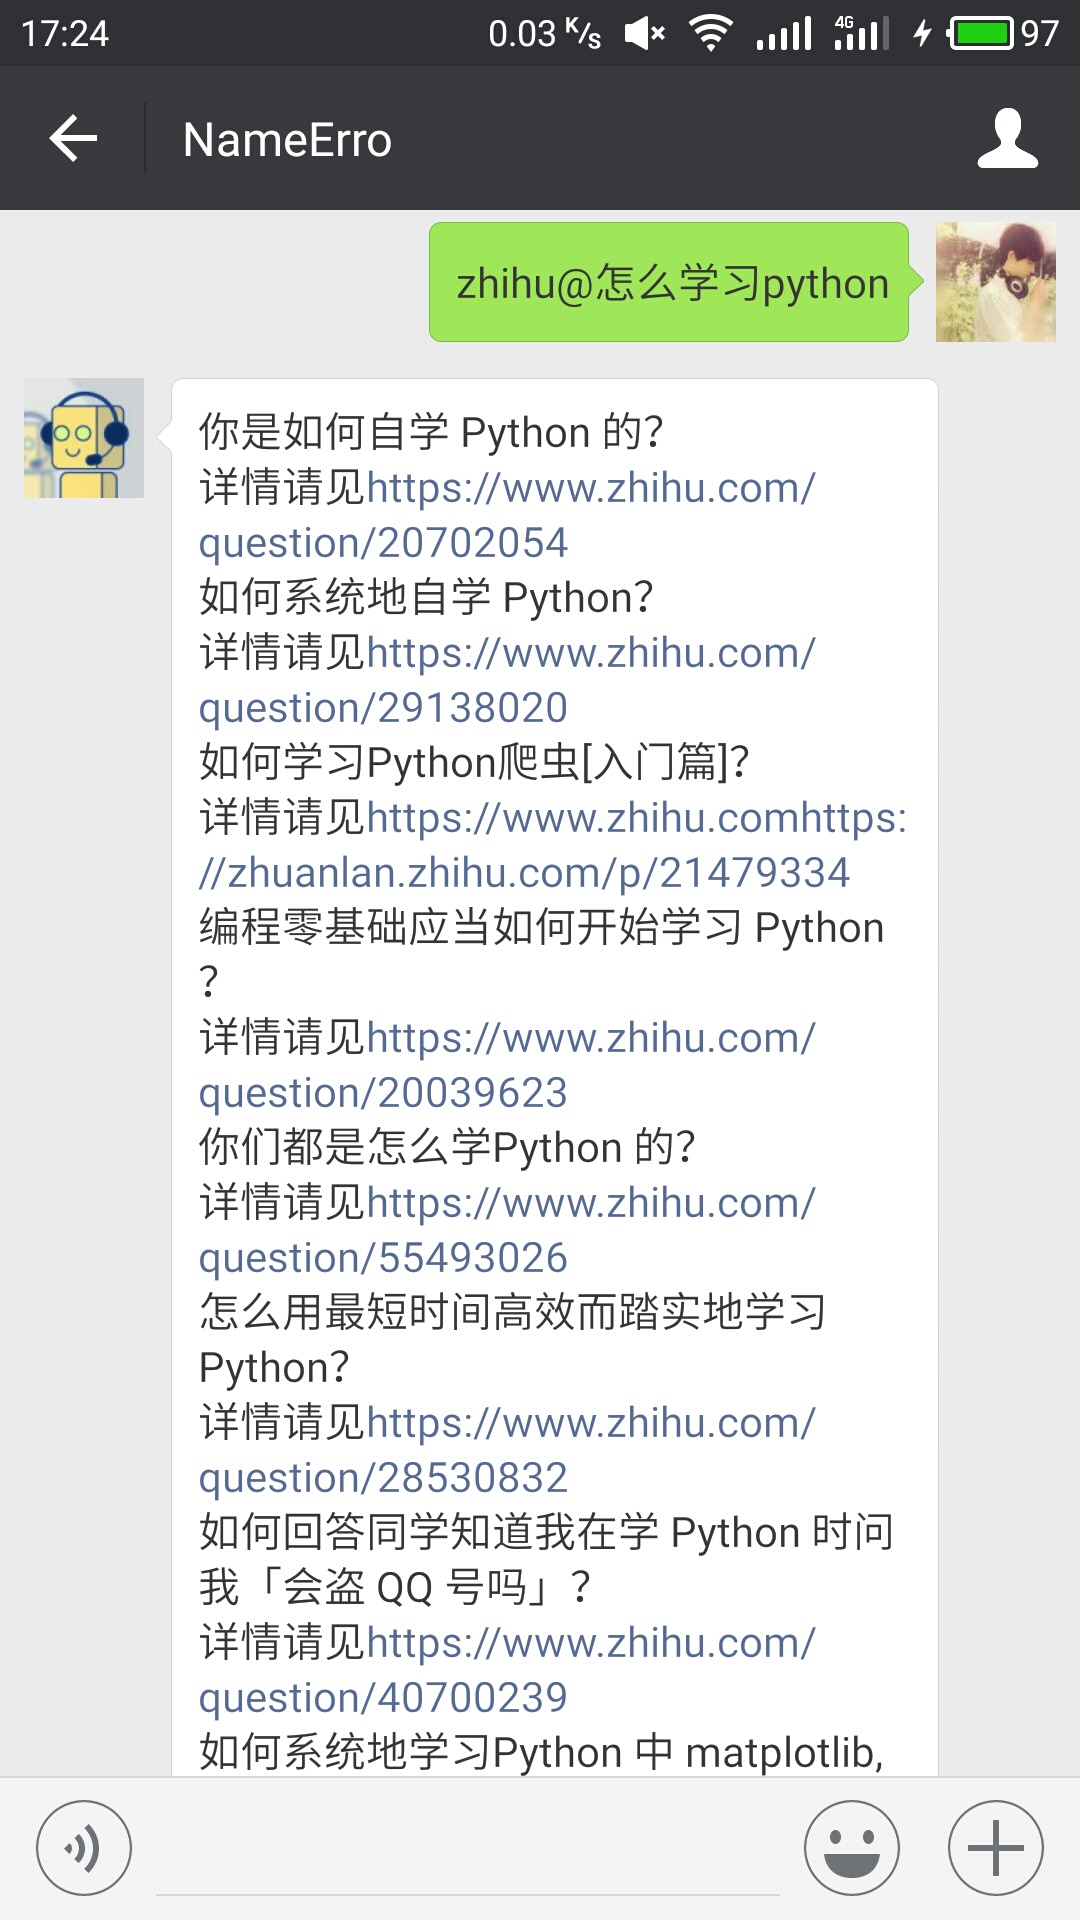 17:24
0.03 K/s
4G
97
NameErro
zhihu@怎么学习python
你是如何自学 Python 的？
详情请见https://www.zhihu.com/
question/20702054
如何系统地自学 Python？
详情请见https://www.zhihu.com/
question/29138020
如何学习Python爬虫[入门篇]？
详情请见https://www.zhihu.comhttps:
//zhuanlan.zhihu.com/p/21479334
编程零基础应当如何开始学习 Python
？
详情请见https://www.zhihu.com/
question/20039623
你们都是怎么学Python 的？
详情请见https://www.zhihu.com/
question/55493026
怎么用最短时间高效而踏实地学习
Python？
详情请见https://www.zhihu.com/
question/28530832
如何回答同学知道我在学 Python 时问
我「会盗 QQ 号吗」？
详情请见https://www.zhihu.com/
question/40700239
如何系统地学习Python 中 matplotlib,